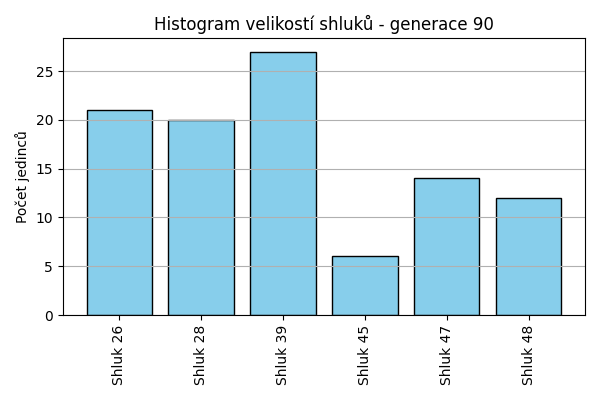 Histogram velikostí shluků - generace 90
Počet jedinců
25
20
15
10
5
0
Shluk 26
Shluk 28
Shluk 39
Shluk 45
Shluk 47
Shluk 48